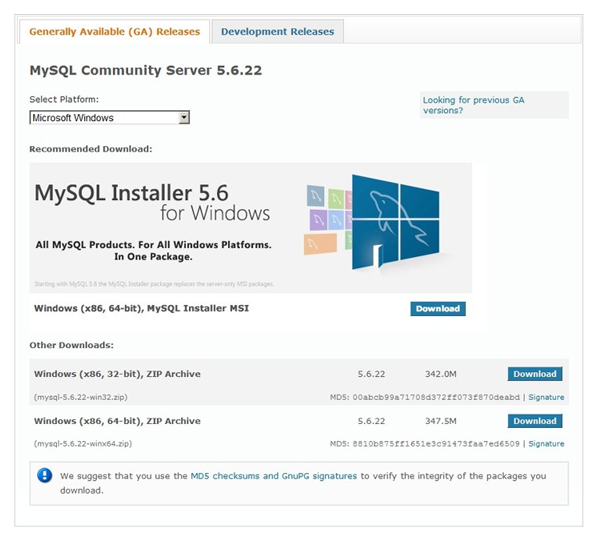 Generally Available (GA) Releases
Development Releases
MySQL Community Server 5.6.22
Select Platform:
Microsoft Windows
Looking for previous GA
versions?
Recommended Download:
MySQL Installer 5.6
for Windows
All MySQL Products. For All Windows Platforms.
In One Package.
Starting with MySQL 5.6 the MySQL Installer package replaces the server-only MSI packages.
Windows (x86, 64-bit), MySQL Installer MSI
Download
Other Downloads:
Windows (x86, 32-bit), ZIP Archive 5.6.22 342.0M Download
(mysql-5.6.22-win32.zip) MD5: 00abcb99a71708d372ff073f870deabd | Signature
Windows (x86, 64-bit), ZIP Archive 5.6.22 347.5M Download
(mysql-5.6.22-winx64.zip) MD5: 8810b875ff1651e3c91473faa7ed6509 | Signature
We suggest that you use the MD5 checksums and GnuPG signatures to verify the integrity of the packages you
download.